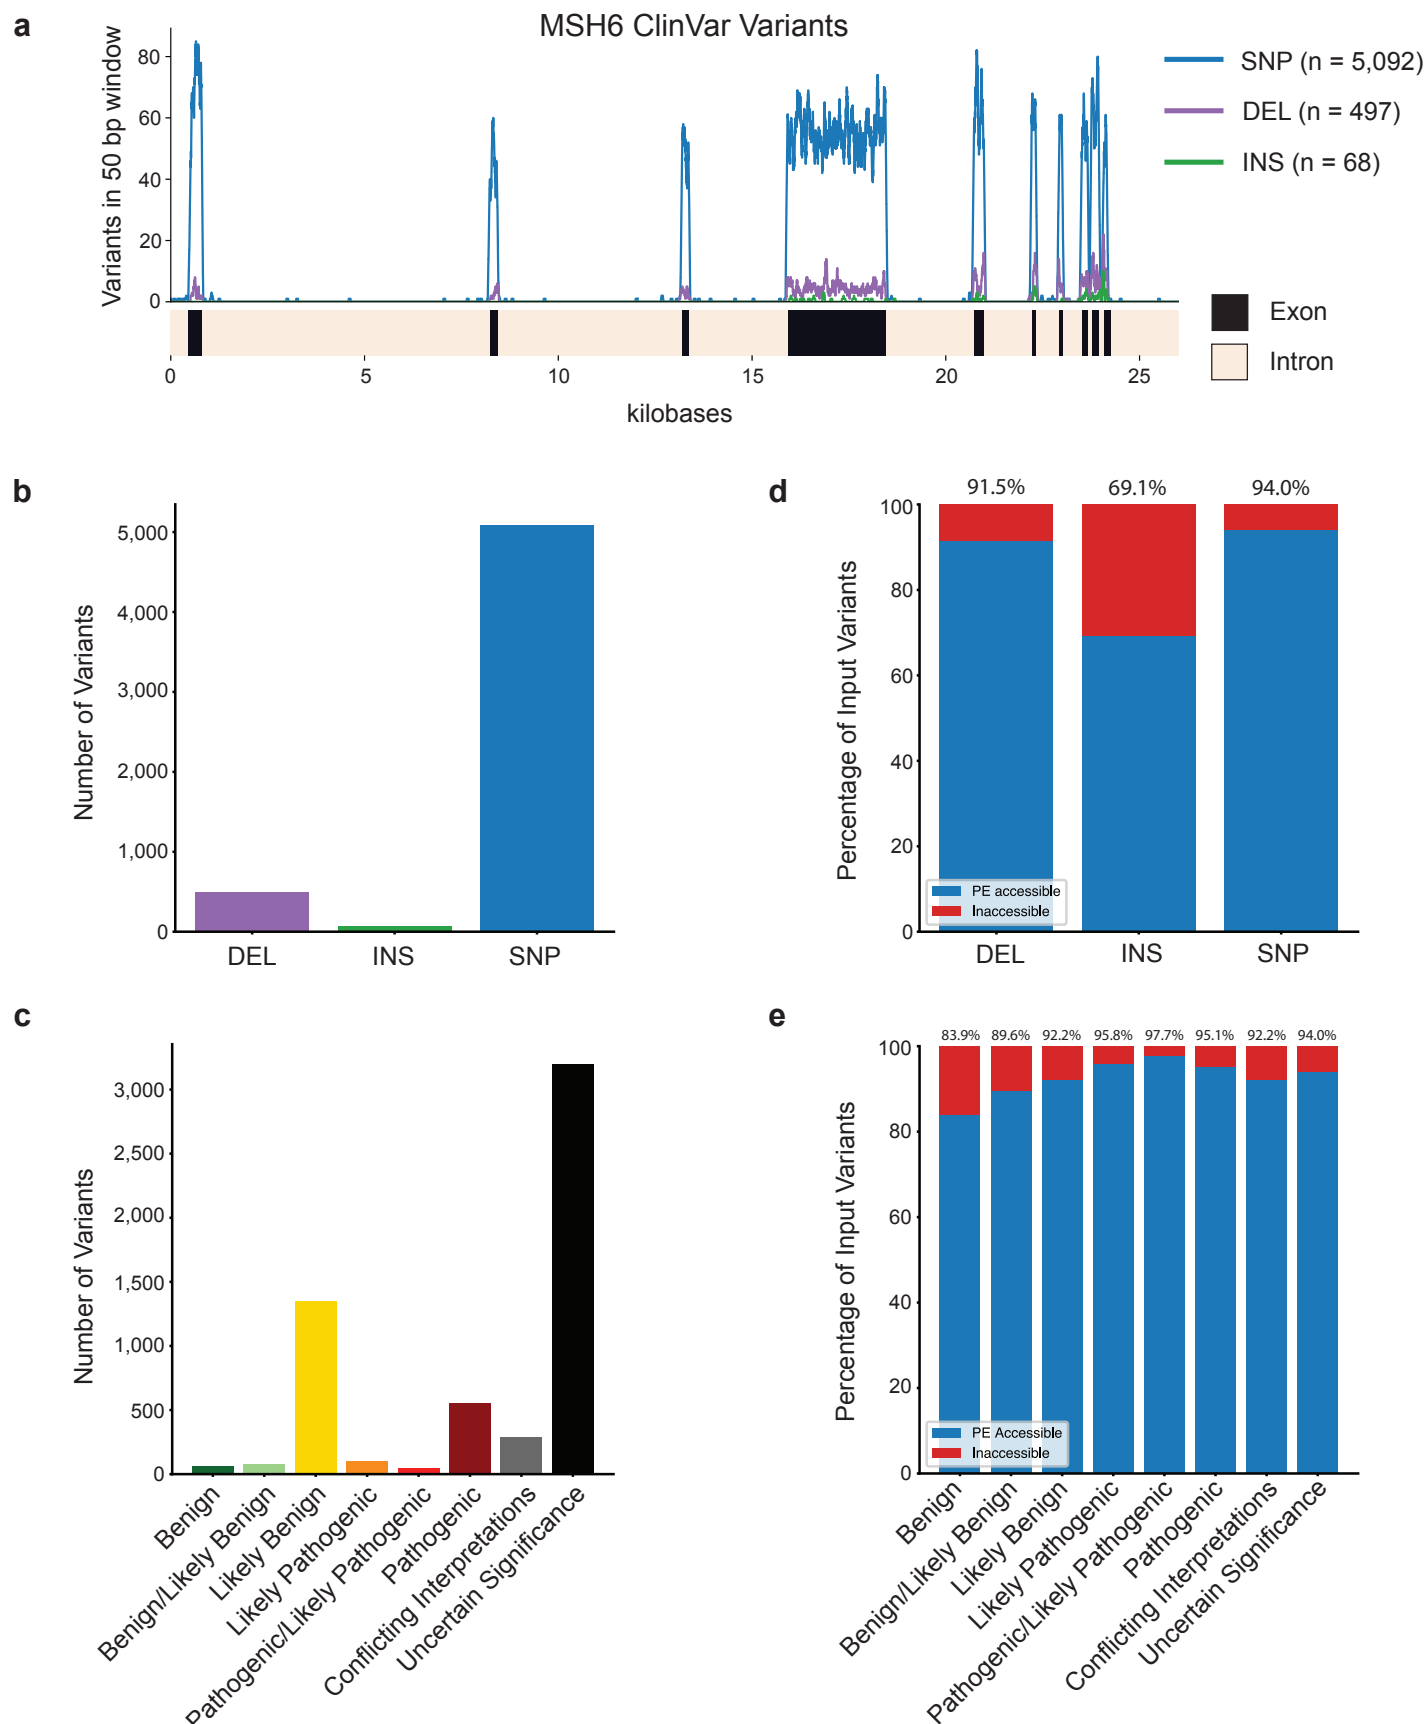 a
MSH6 ClinVar Variants
Variants in 50 bp window
80
60
40
20
0
SNP (n = 5,092)
DEL (n = 497)
INS (n = 68)
Exon
Intron
0 5 10 15 20 25
kilobases
b
Number of Variants
5,000
4,000
3,000
2,000
1,000
0
DEL INS SNP
d
91.5% 69.1% 94.0%
Percentage of Input Variants
100
80
60
40
20
0
PE accessible
Inaccessible
DEL INS SNP
c
Number of Variants
3,000
2,500
2,000
1,500
1,000
500
0
Benign
Benign/Likely Benign
Likely Benign
Likely Pathogenic
Pathogenic/Likely Pathogenic
Pathogenic
Conflicting Interpretations
Uncertain Significance
e
83.9% 89.6% 92.2% 95.8% 97.7% 95.1% 92.2% 94.0%
Percentage of Input Variants
100
80
60
40
20
0
PE Accessible
Inaccessible
Benign
Benign/Likely Benign
Likely Benign
Likely Pathogenic
Pathogenic/Likely Pathogenic
Pathogenic
Conflicting Interpretations
Uncertain Significance